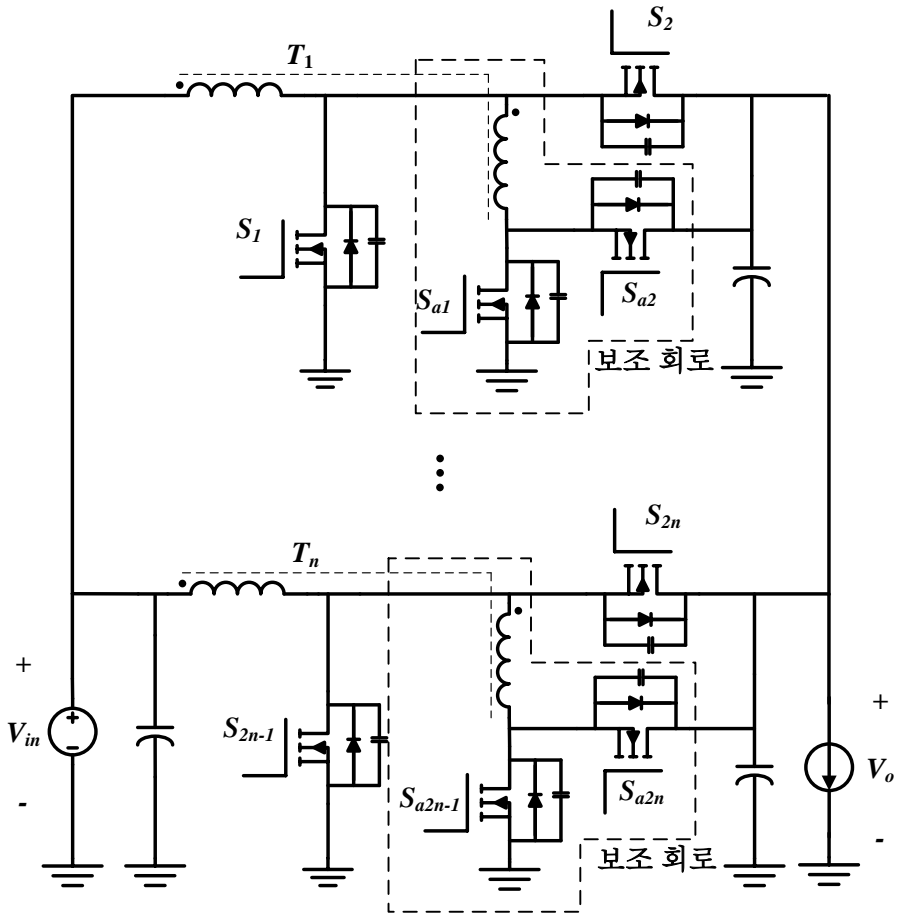 S2
T1
S1
Sa1
Sa2
보조 회로
S2n
Tn
+
Vin
-
S2n-1
Sa2n-1
Sa2n
보조 회로
+
Vo
-